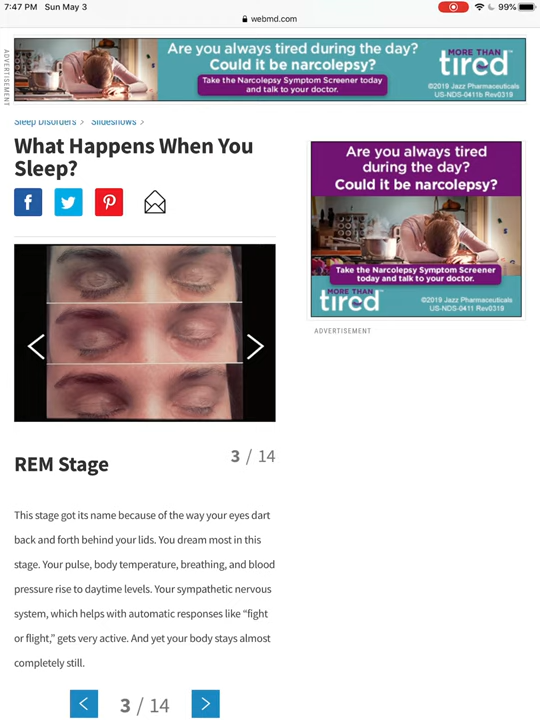 7:47 PM Sun May 3
99%
webmd.com
ADVERTISEMENT
Are you always tired during the day?
Could it be narcolepsy?
Take the Narcolepsy Symptom Screener today
and talk to your doctor.
MORE THAN
tired
©2019 Jazz Pharmaceuticals
US-NDS-0411b Rev0319
Sleep Disorders > Slideshows >
What Happens When You
Sleep?
Are you always tired
during the day?
Could it be narcolepsy?
Take the Narcolepsy Symptom Screener
today and talk to your doctor.
MORE THAN
tired
©2019 Jazz Pharmaceuticals
US-NDS-0411 Rev0319
ADVERTISEMENT
REM Stage
3 / 14
This stage got its name because of the way your eyes dart
back and forth behind your lids. You dream most in this
stage. Your pulse, body temperature, breathing, and blood
pressure rise to daytime levels. Your sympathetic nervous
system, which helps with automatic responses like “fight
or flight,” gets very active. And yet your body stays almost
completely still.
3 / 14